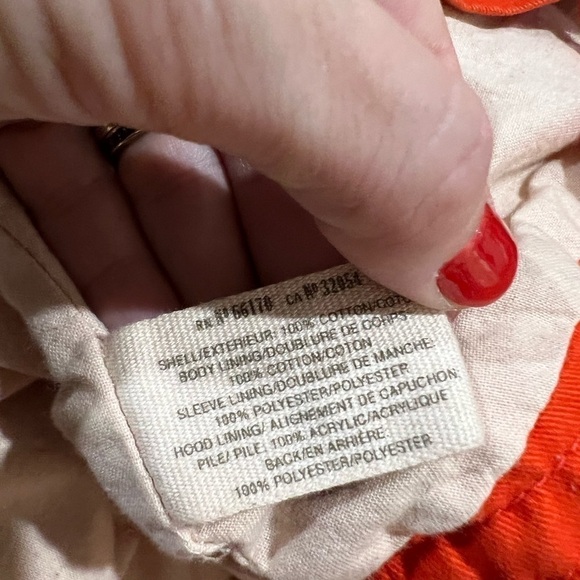 RN Nº 66170 CA Nº 32054
SHELL/EXTERIEUR: 100% COTTON/COTON
BODY LINING/DOUBLURE DE CORPS:
100% COTTON/COTON
SLEEVE LINING/DOUBLURE DE MANCHE:
100% POLYESTER/POLYESTER
HOOD LINING/ ALIGNEMENT DE CAPUCHON:
PILE/ PILE: 100% ACRYLIC/ACRYLIQUE
BACK/EN ARHIÈRE:
100% POLYESTER/POLYESTER